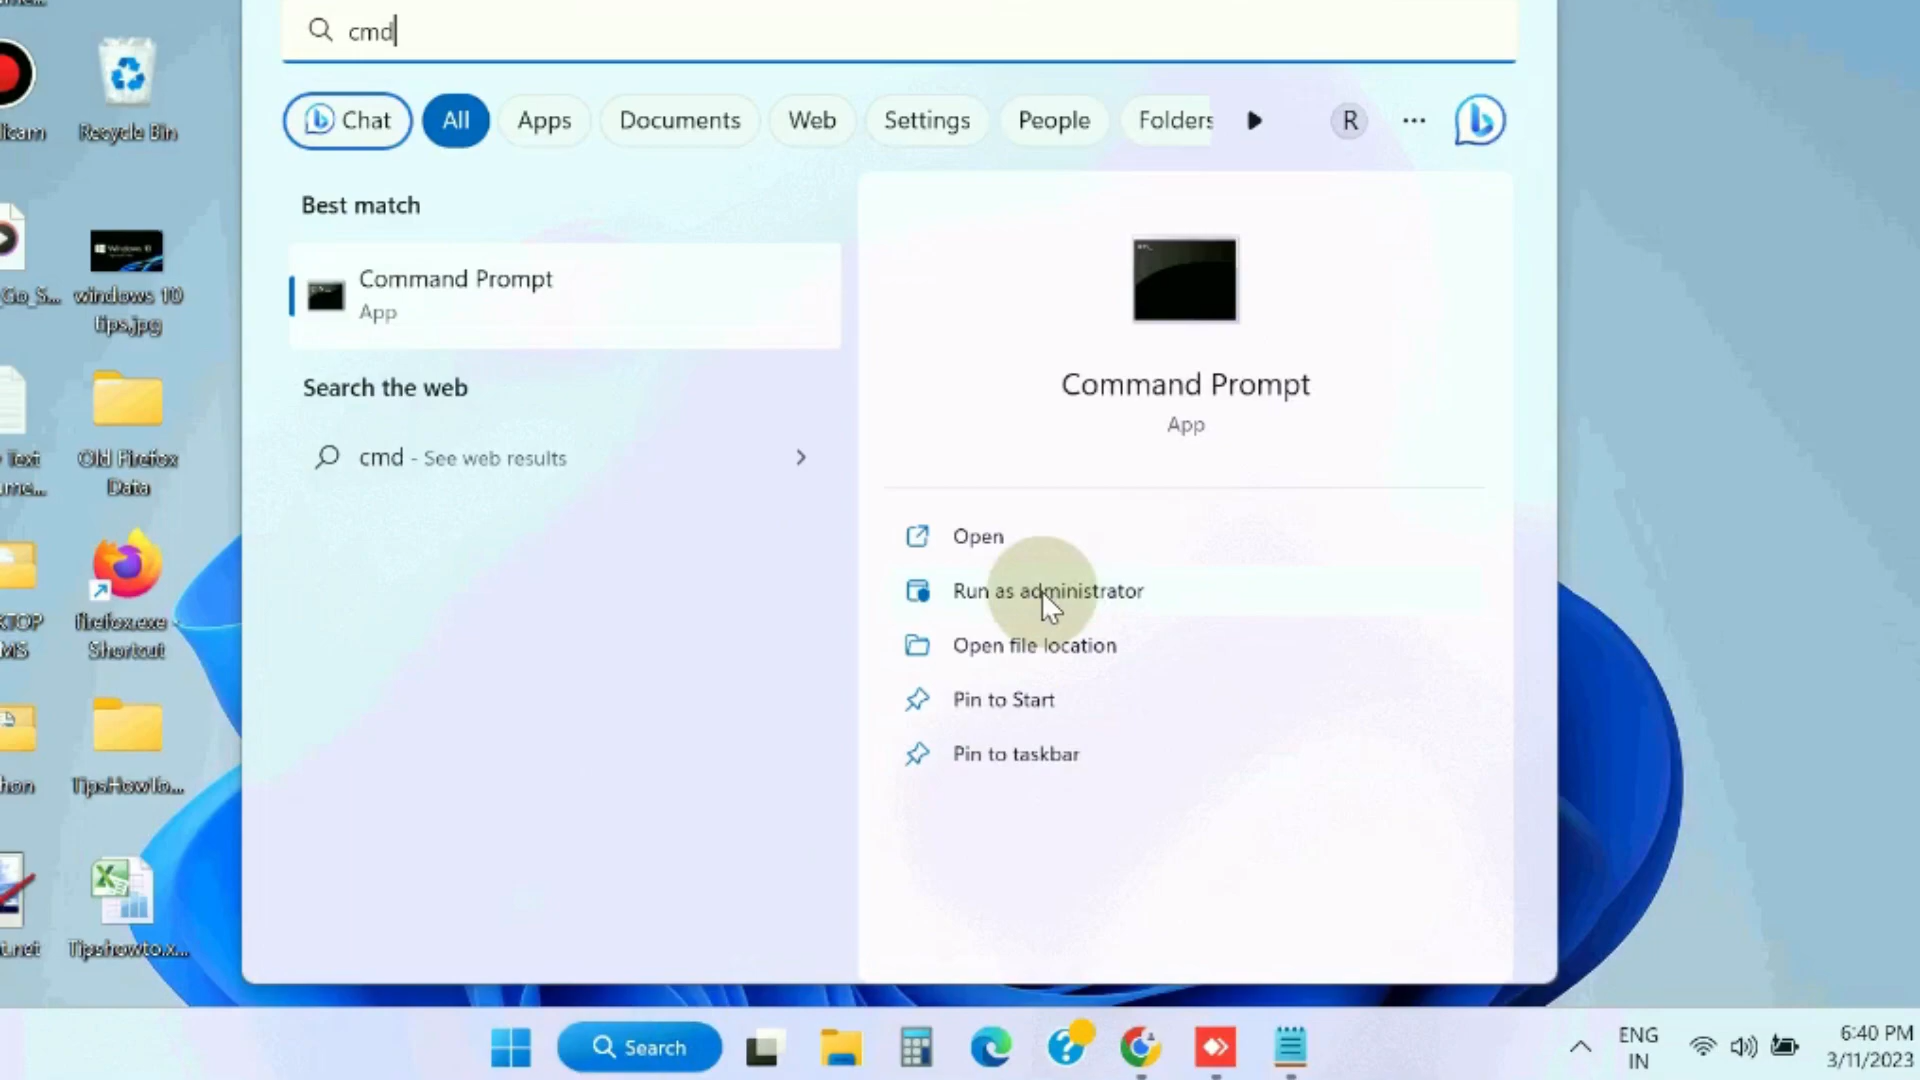 cmd
Chat All Apps Documents Web Settings People Folders R ...
Best match
Command Prompt
App
Search the web
cmd - See web results
Command Prompt
App
Open
Run as administrator
Open file location
Pin to Start
Pin to taskbar
Recycle Bin
windows 10
tips.jpg
Old Firefox
Data
firefox.exe -
Shortcut
TipsHowTo...
Tipshowto.x...
Search
ENG
IN
6:40 PM
3/11/2023